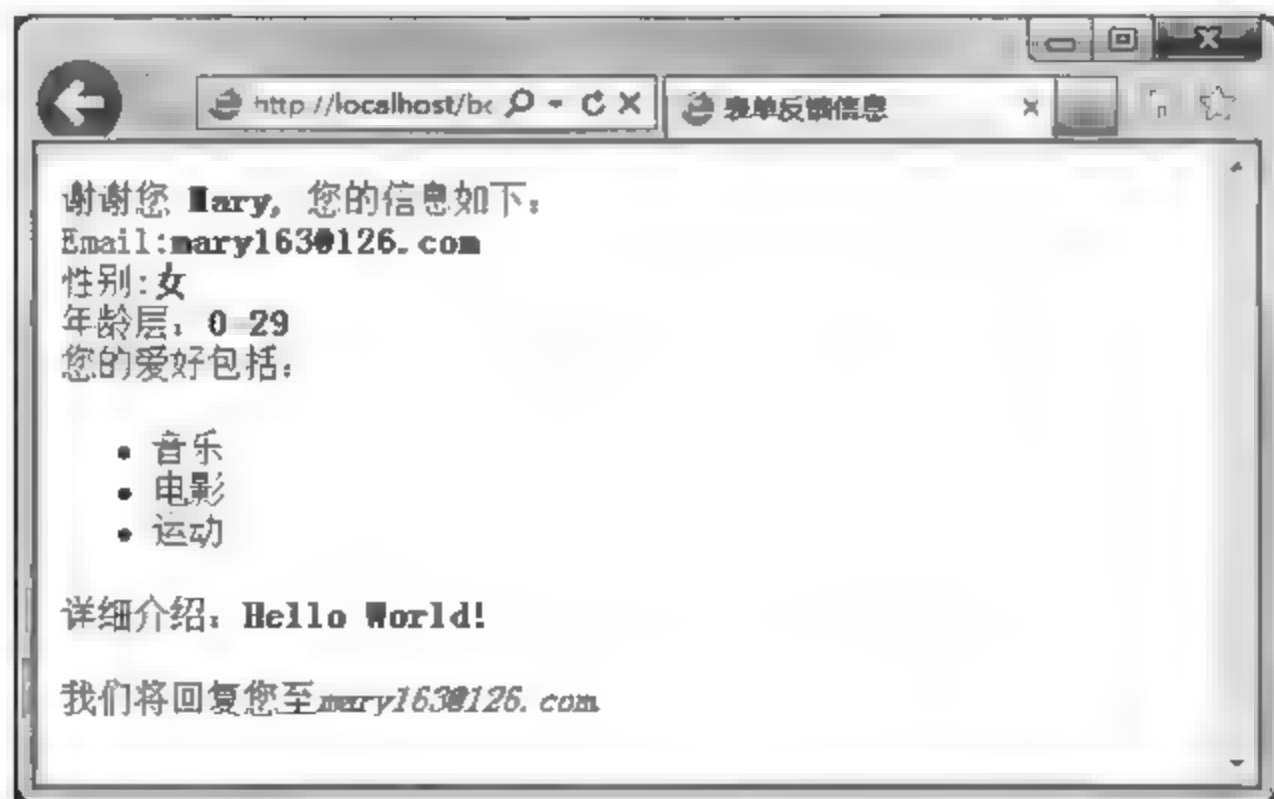 http://localhost/bc
表单反馈信息
谢谢您 Mary, 您的信息如下:
Email:mary163@126.com
性别:女
年龄层: 0-29
您的爱好包括:
• 音乐
• 电影
• 运动
详细介绍: Hello World!
我们将回复您至mary163@126.com